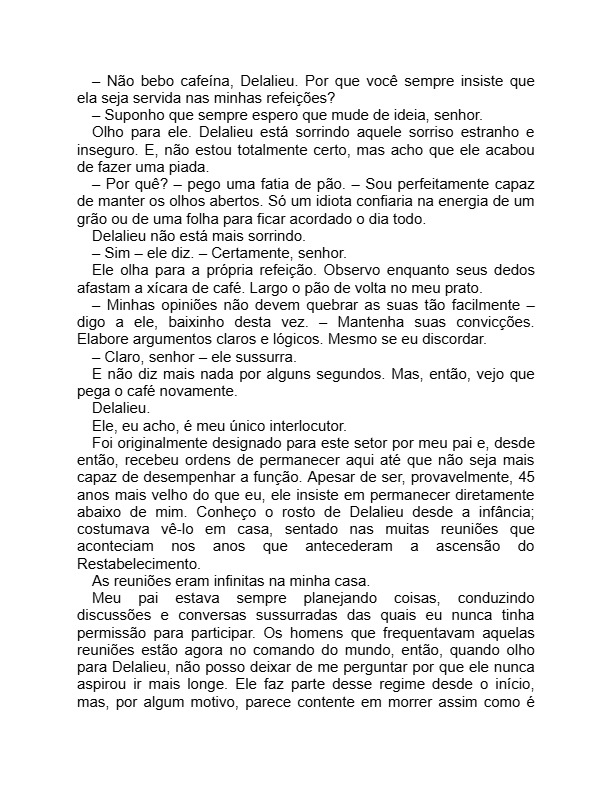 – Não bebo cafeína, Delalieu. Por que você sempre insiste que
ela seja servida nas minhas refeições?
– Suponho que sempre espero que mude de ideia, senhor.
Olho para ele. Delalieu está sorrindo aquele sorriso estranho e
inseguro. E, não estou totalmente certo, mas acho que ele acabou
de fazer uma piada.
– Por quê? – pego uma fatia de pão. – Sou perfeitamente capaz
de manter os olhos abertos. Só um idiota confiaria na energia de um
grão ou de uma folha para ficar acordado o dia todo.
Delalieu não está mais sorrindo.
– Sim – ele diz. – Certamente, senhor.
Ele olha para a própria refeição. Observo enquanto seus dedos
afastam a xícara de café. Largo o pão de volta no meu prato.
– Minhas opiniões não devem quebrar as suas tão facilmente –
digo a ele, baixinho desta vez. – Mantenha suas convicções.
Elabore argumentos claros e lógicos. Mesmo se eu discordar.
– Claro, senhor – ele sussurra.
E não diz mais nada por alguns segundos. Mas, então, vejo que
pega o café novamente.
Delalieu.
Ele, eu acho, é meu único interlocutor.
Foi originalmente designado para este setor por meu pai e, desde
então, recebeu ordens de permanecer aqui até que não seja mais
capaz de desempenhar a função. Apesar de ser, provavelmente, 45
anos mais velho do que eu, ele insiste em permanecer diretamente
abaixo de mim. Conheço o rosto de Delalieu desde a infância;
costumava vê-lo em casa, sentado nas muitas reuniões que
aconteciam nos anos que antecederam a ascensão do
Restabelecimento.
As reuniões eram infinitas na minha casa.
Meu pai estava sempre planejando coisas, conduzindo
discussões e conversas sussurradas das quais eu nunca tinha
permissão para participar. Os homens que frequentavam aquelas
reuniões estão agora no comando do mundo, então, quando olho
para Delalieu, não posso deixar de me perguntar por que ele nunca
aspirou ir mais longe. Ele faz parte desse regime desde o início,
mas, por algum motivo, parece contente em morrer assim como é